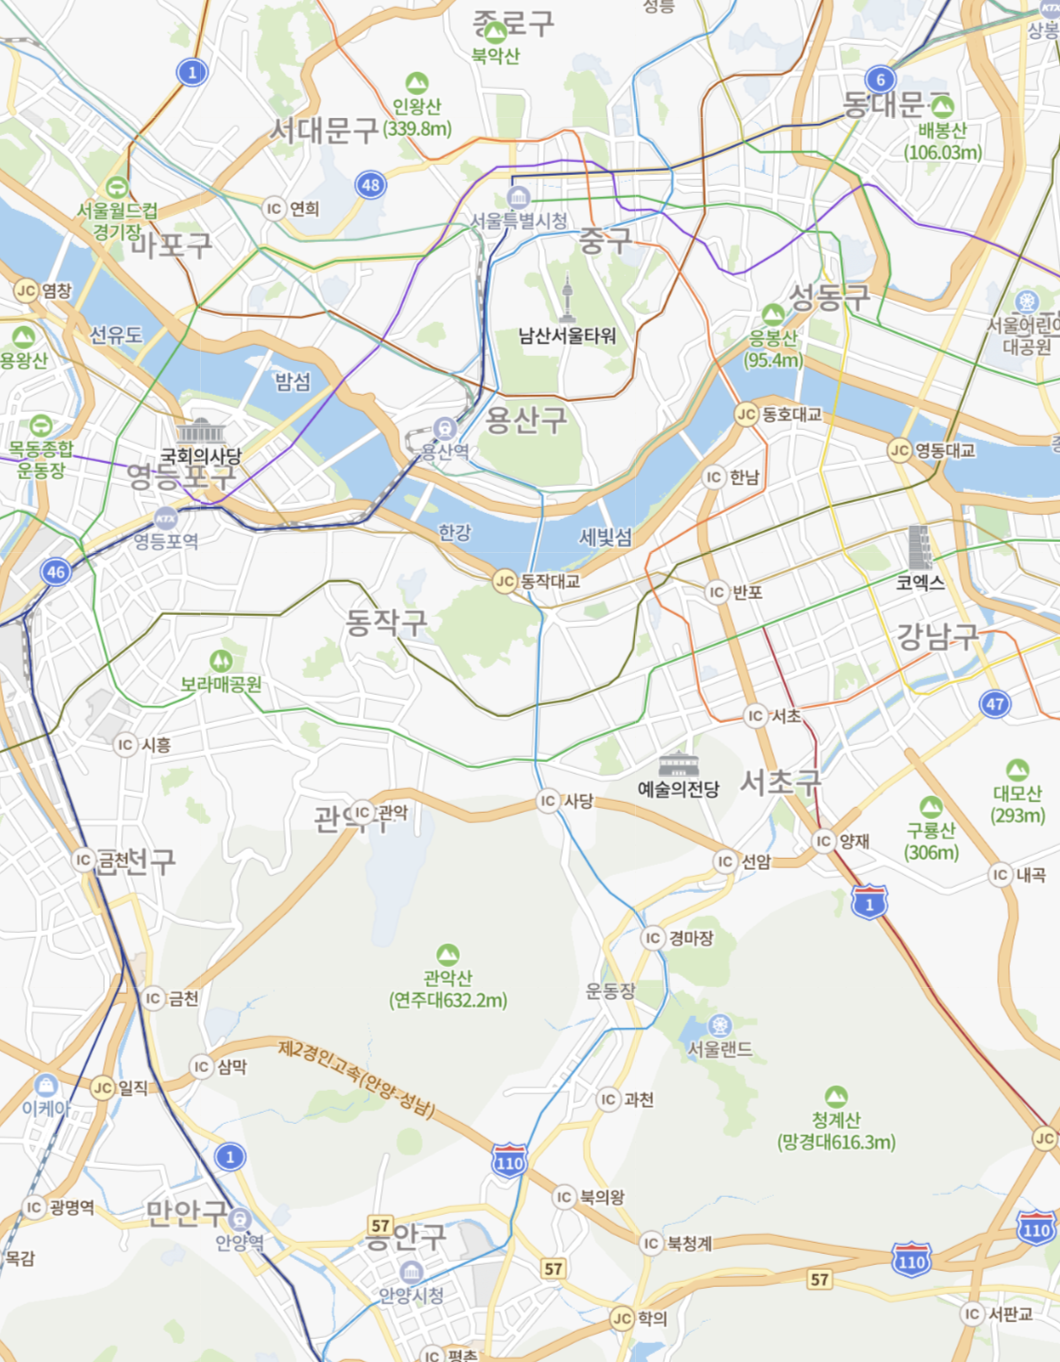 성능
종로구
북악산
KTX
상봉
1
6
동대문구
인왕산
(339.8m)
서대문구
배봉산
(106.03m)
48
IC 연희
서울월드컵
경기장
마포구
서울특별시청
중구
JC 염창
성동구
선유도
남산서울타워
응봉산
(95.4m)
서울어린이
대공원
용왕산
밤섬
용산구
JC 동호대교
목동종합
운동장
국회의사당
용산역
JC 영동대교
영등포구
IC 한남
KTX
영등포역
한강
세빛섬
46
JC 동작대교
IC 반포
코엑스
동작구
강남구
보라매공원
47
IC 시흥
IC 서초
예술의전당
서초구
대모산
(293m)
IC 관악
관악구
IC 사당
구룡산
(306m)
IC 양재
IC 금천
금천구
IC 선암
IC 내곡
1
IC 경마장
관악산
(연주대632.2m)
운동장
IC 금천
서울랜드
제2경인고속(안양-성남)
IC 삼막
JC 일직
이케아
IC 과천
청계산
(망경대616.3m)
JC
1
110
IC 광명역
만안구
안양역
IC 북의왕
57
동안구
IC 북청계
110
110
목감
57
57
안양시청
JC 학의
IC 서판교
IC 평촌